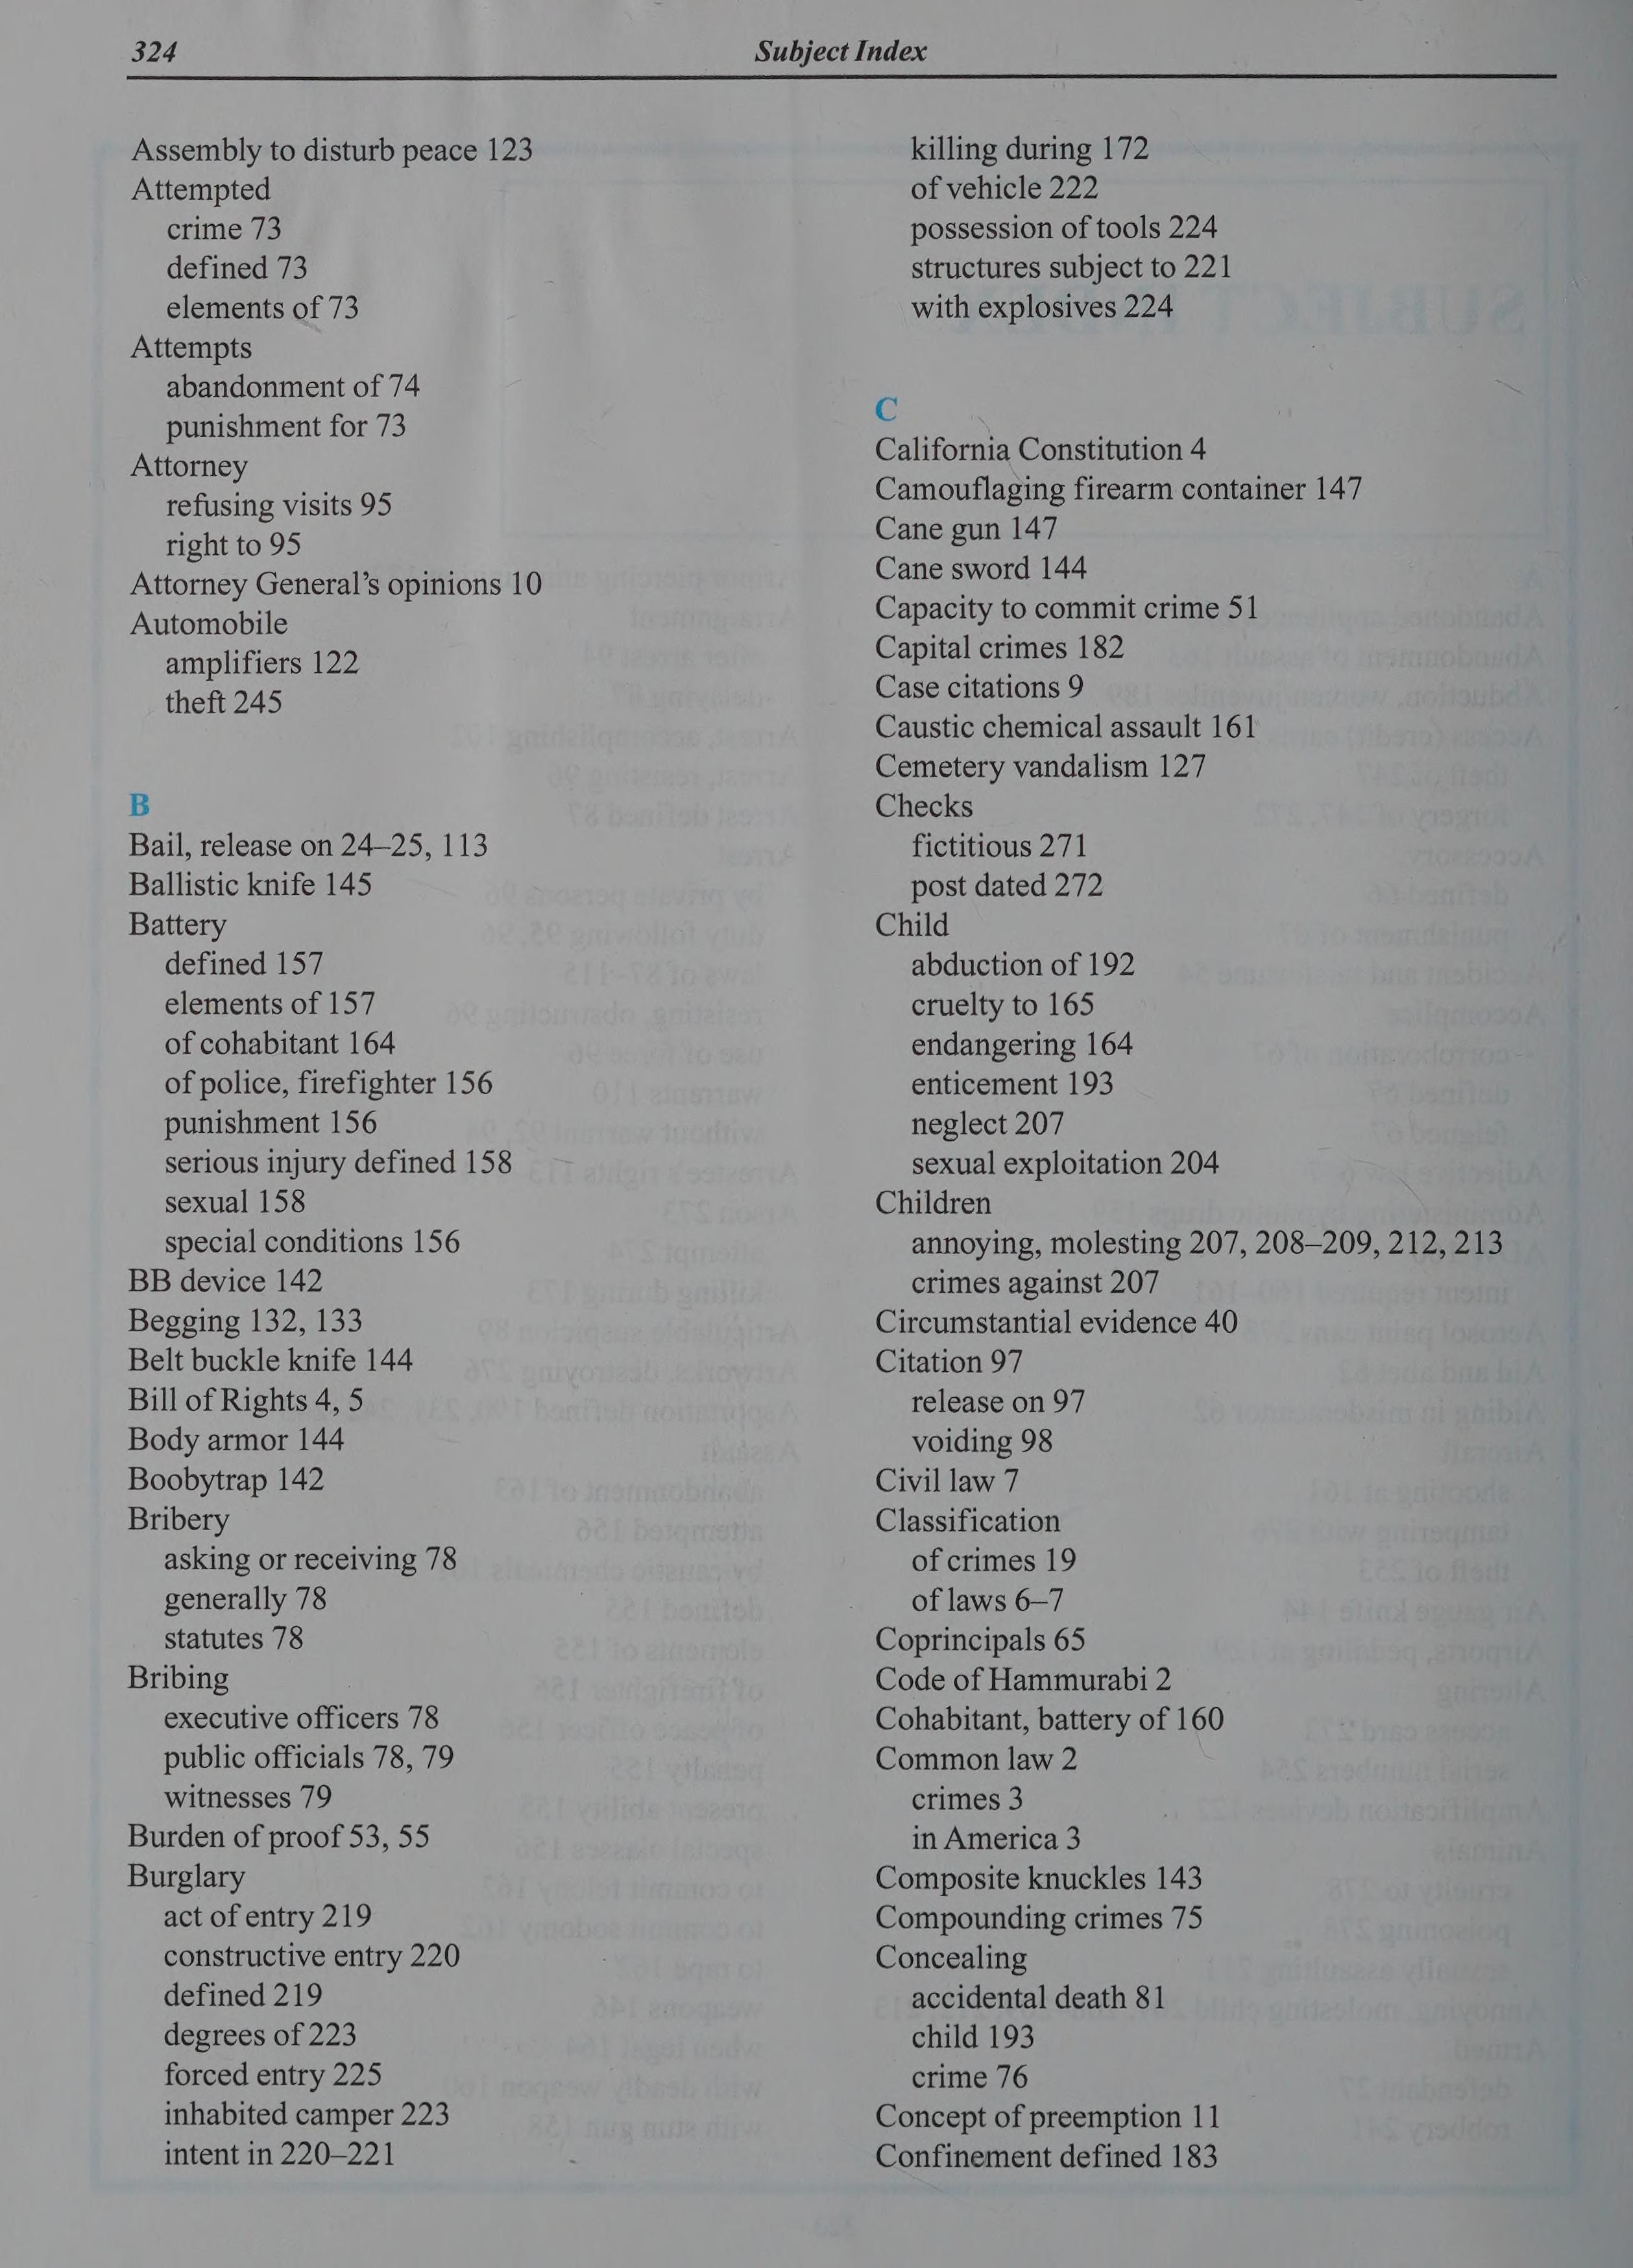 324
Subject Index
Assembly to disturb peace 123
Attempted
crime 73
defined 73
elements of 73
Attempts
abandonment of 74
punishment for 73
Attorney
refusing visits 95
right to 95
Attorney General's opinions 10
Automobile
amplifiers 122
theft 245
B
Bail, release on 24–25, 113
Ballistic knife 145
Battery
defined 157
elements of 157
of cohabitant 164
of police, firefighter 156
punishment 156
serious injury defined 158
sexual 158
special conditions 156
BB device 142
Begging 132, 133
Belt buckle knife 144
Bill of Rights 4, 5
Body armor 144
Boobytrap 142
Bribery
asking or receiving 78
generally 78
statutes 78
Bribing
executive officers 78
public officials 78, 79
witnesses 79
Burden of proof 53, 55
Burglary
act of entry 219
constructive entry 220
defined 219
degrees of 223
forced entry 225
inhabited camper 223
intent in 220–221
killing during 172
of vehicle 222
possession of tools 224
structures subject to 221
with explosives 224
C
California Constitution 4
Camouflaging firearm container 147
Cane gun 147
Cane sword 144
Capacity to commit crime 51
Capital crimes 182
Case citations 9
Caustic chemical assault 161
Cemetery vandalism 127
Checks
fictitious 271
post dated 272
Child
abduction of 192
cruelty to 165
endangering 164
enticement 193
neglect 207
sexual exploitation 204
Children
annoying, molesting 207, 208–209, 212, 213
crimes against 207
Circumstantial evidence 40
Citation 97
release on 97
voiding 98
Civil law 7
Classification
of crimes 19
of laws 6–7
Coprincipals 65
Code of Hammurabi 2
Cohabitant, battery of 160
Common law 2
crimes 3
in America 3
Composite knuckles 143
Compounding crimes 75
Concealing
accidental death 81
child 193
crime 76
Concept of preemption 11
Confinement defined 183